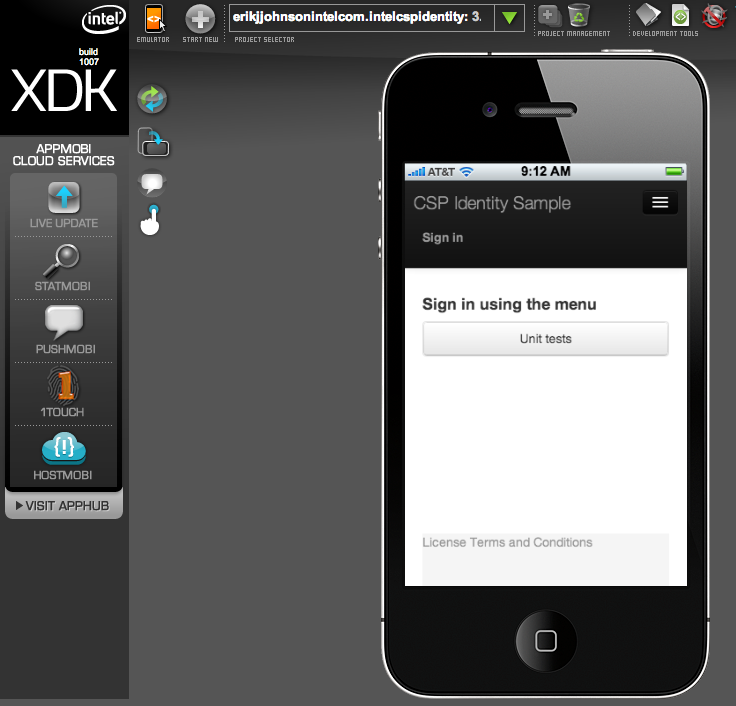 intel
build
1007
XDK
APPMOBI
CLOUD SERVICES
LIVE UPDATE
STATMOBI
PUSHMOBI
1
1TOUCH
{!}
HOSTMOBI
VISIT APPHUB
EMULATOR
START NEW
erikjjohnsonintelcom.intelcspidentity: 3.
PROJECT SELECTOR
PROJECT MANAGEMENT
DEVELOPMENT TOOLS
AT&T
9:12 AM
CSP Identity Sample
Sign in
Sign in using the menu
Unit tests
License Terms and Conditions